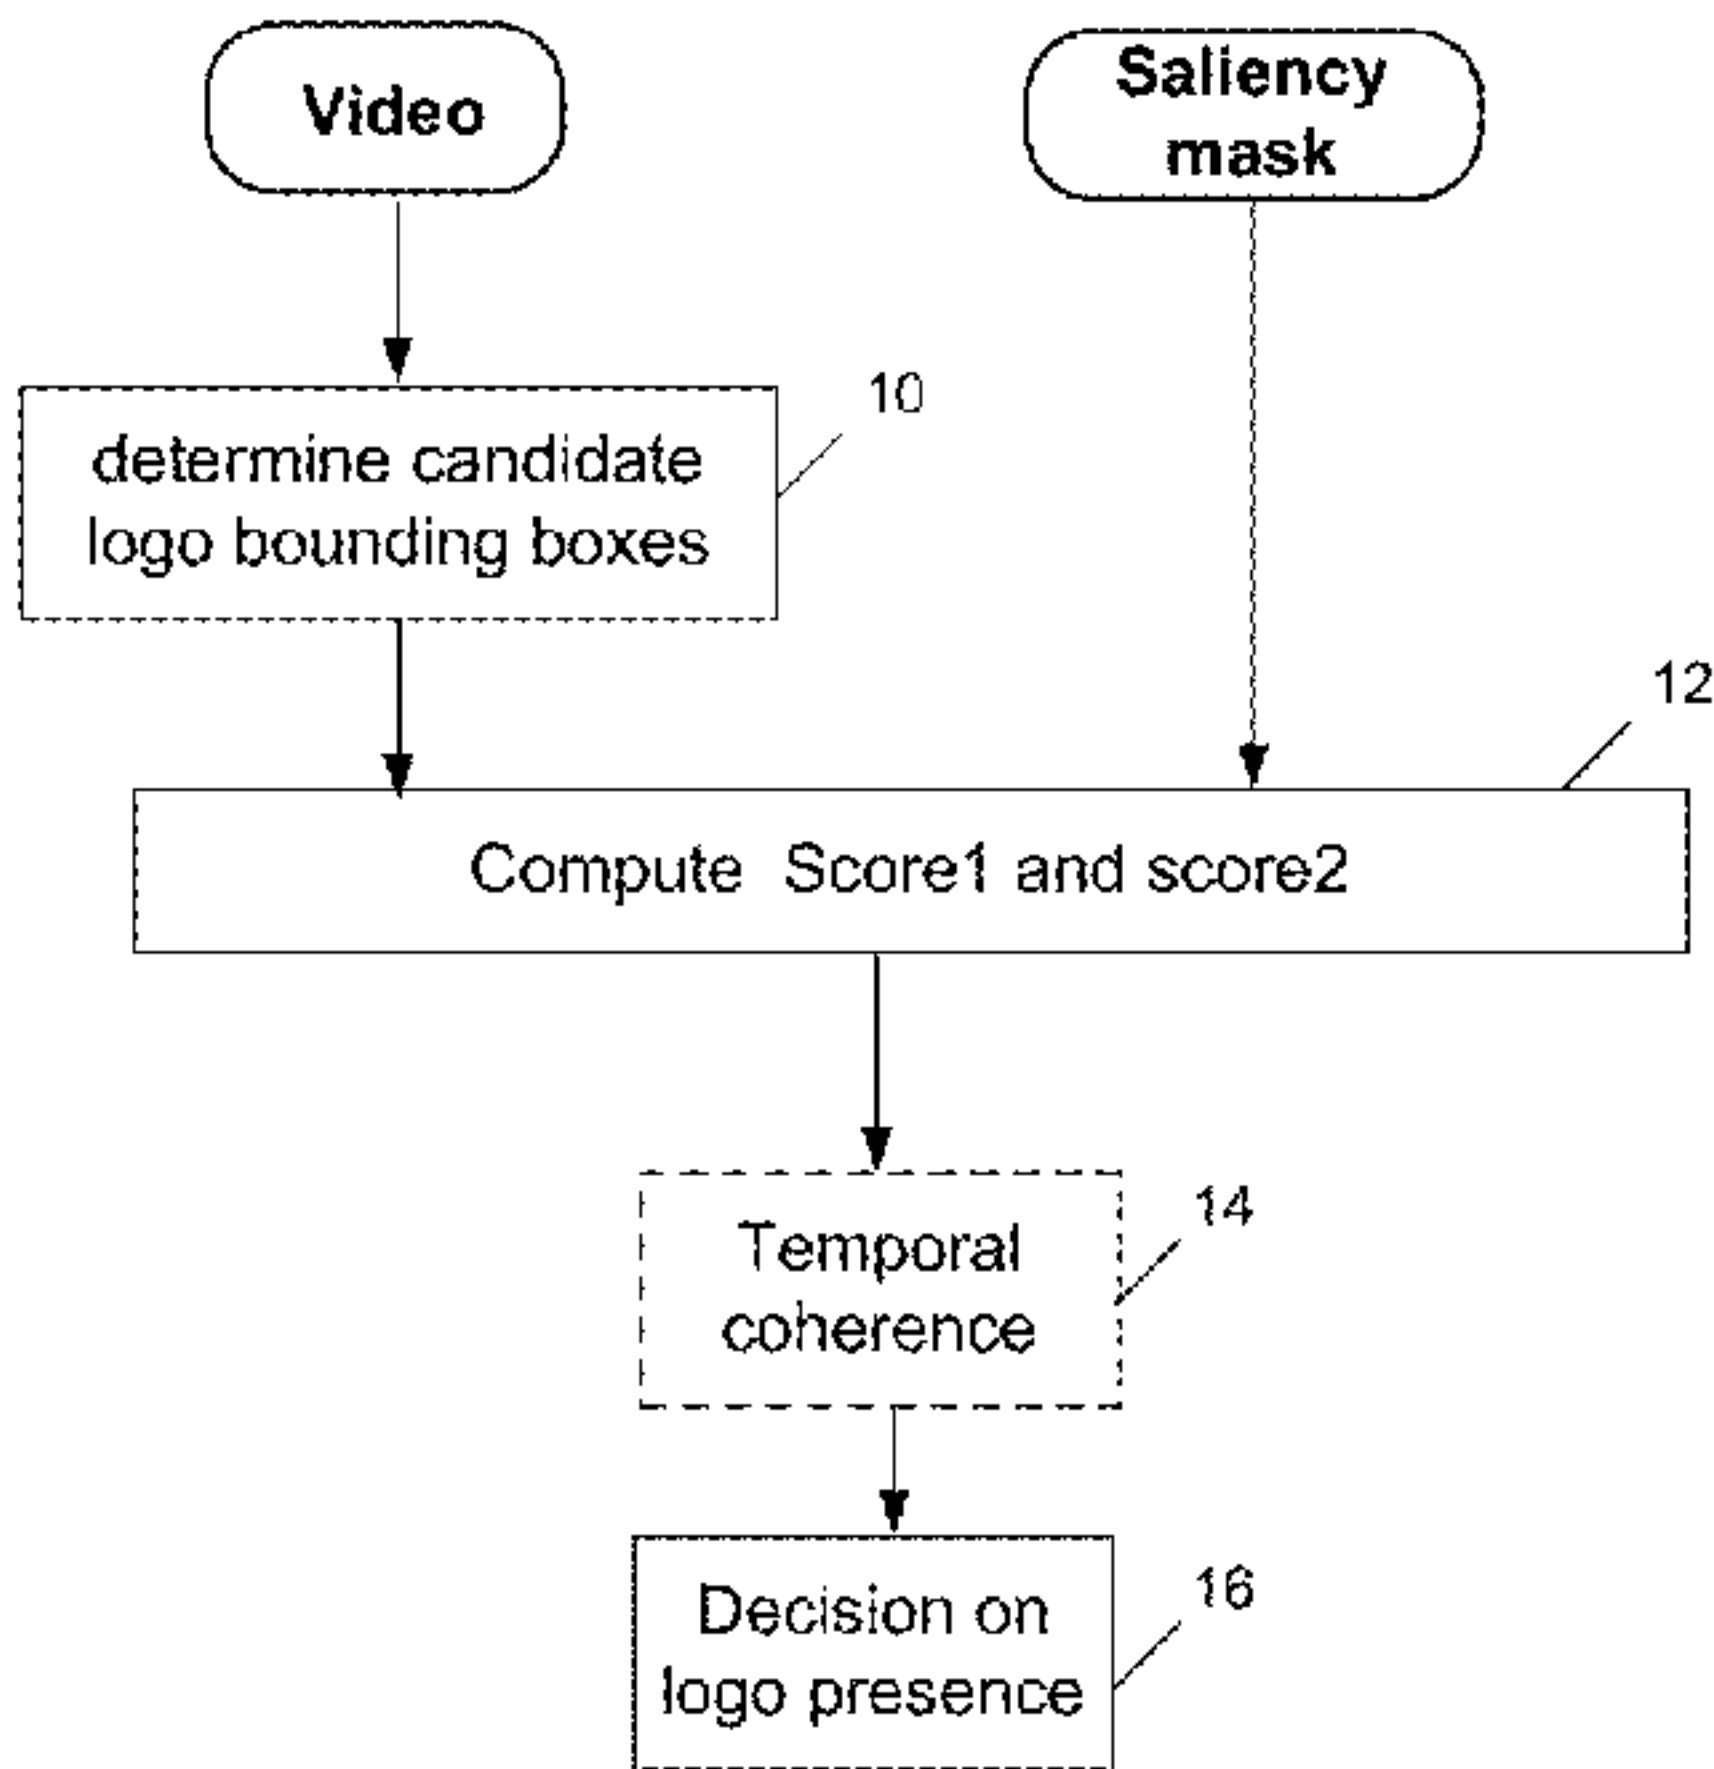 Video
Saliency
mask
10
determine candidate
logo bounding boxes
12
Compute Score1 and score2
14
Temporal
coherence
16
Decision on
logo presence